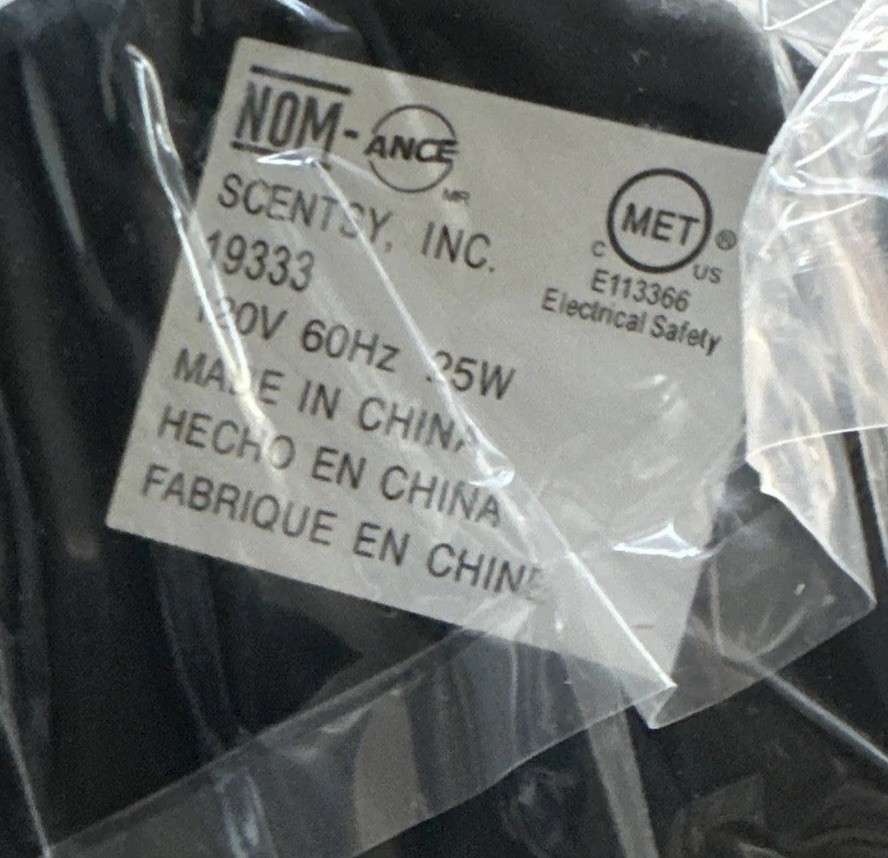 NOM-ANCE
MR
SCENTSY, INC.
19333
120V 60Hz 25W
MADE IN CHINA
HECHO EN CHINA
FABRIQUE EN CHINE
C MET® US
E113366
Electrical Safety